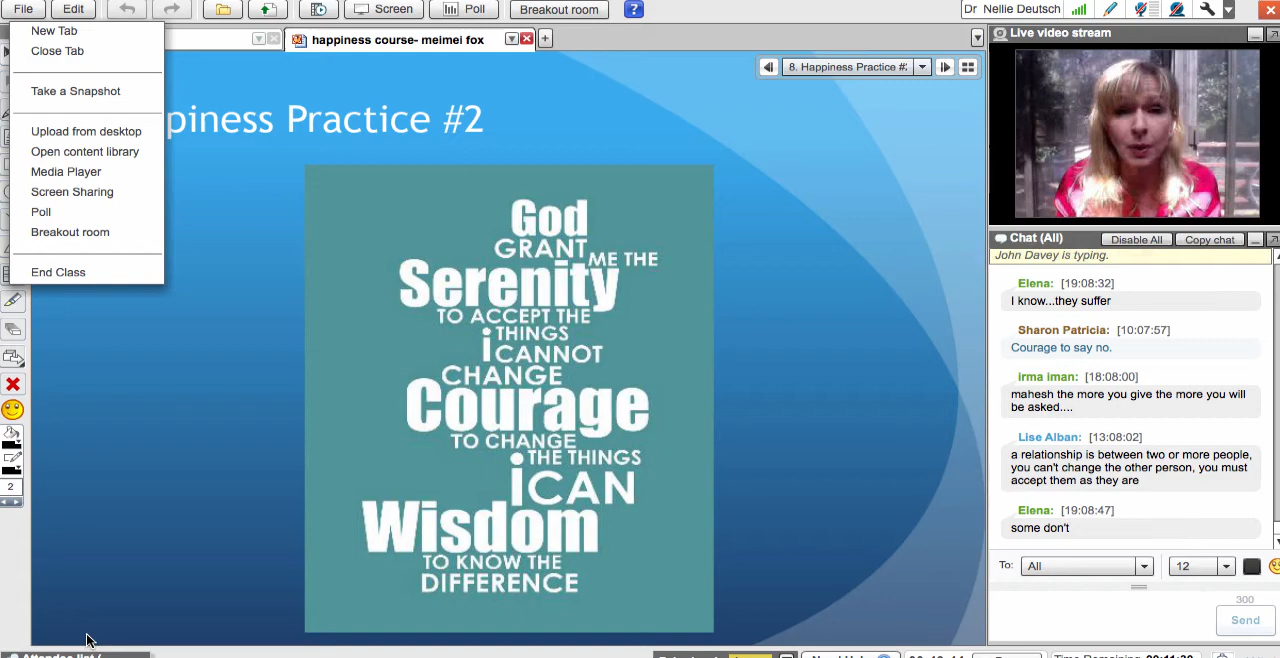 File Edit Screen Poll Breakout room ? Dr Nellie Deutsch
New Tab
Close Tab
Take a Snapshot
Upload from desktop
Open content library
Media Player
Screen Sharing
Poll
Breakout room
End Class
2
happiness course- meimei fox
8. Happiness Practice #
piness Practice #2
God
GRANT
ME THE
Serenity
TO ACCEPT THE
THINGS
i CANNOT
CHANGE
Courage
TO CHANGE
THE THINGS
i CAN
Wisdom
TO KNOW THE
DIFFERENCE
Live video stream
Chat (All) Disable All Copy chat
John Davey is typing.
Elena: [19:08:32]
I know...they suffer
Sharon Patricia: [10:07:57]
Courage to say no.
irma iman: [18:08:00]
mahesh the more you give the more you will
be asked....
Lise Alban: [13:08:02]
a relationship is between two or more people,
you can't change the other person, you must
accept them as they are
Elena: [19:08:47]
some don't
To: All 12
300
Send